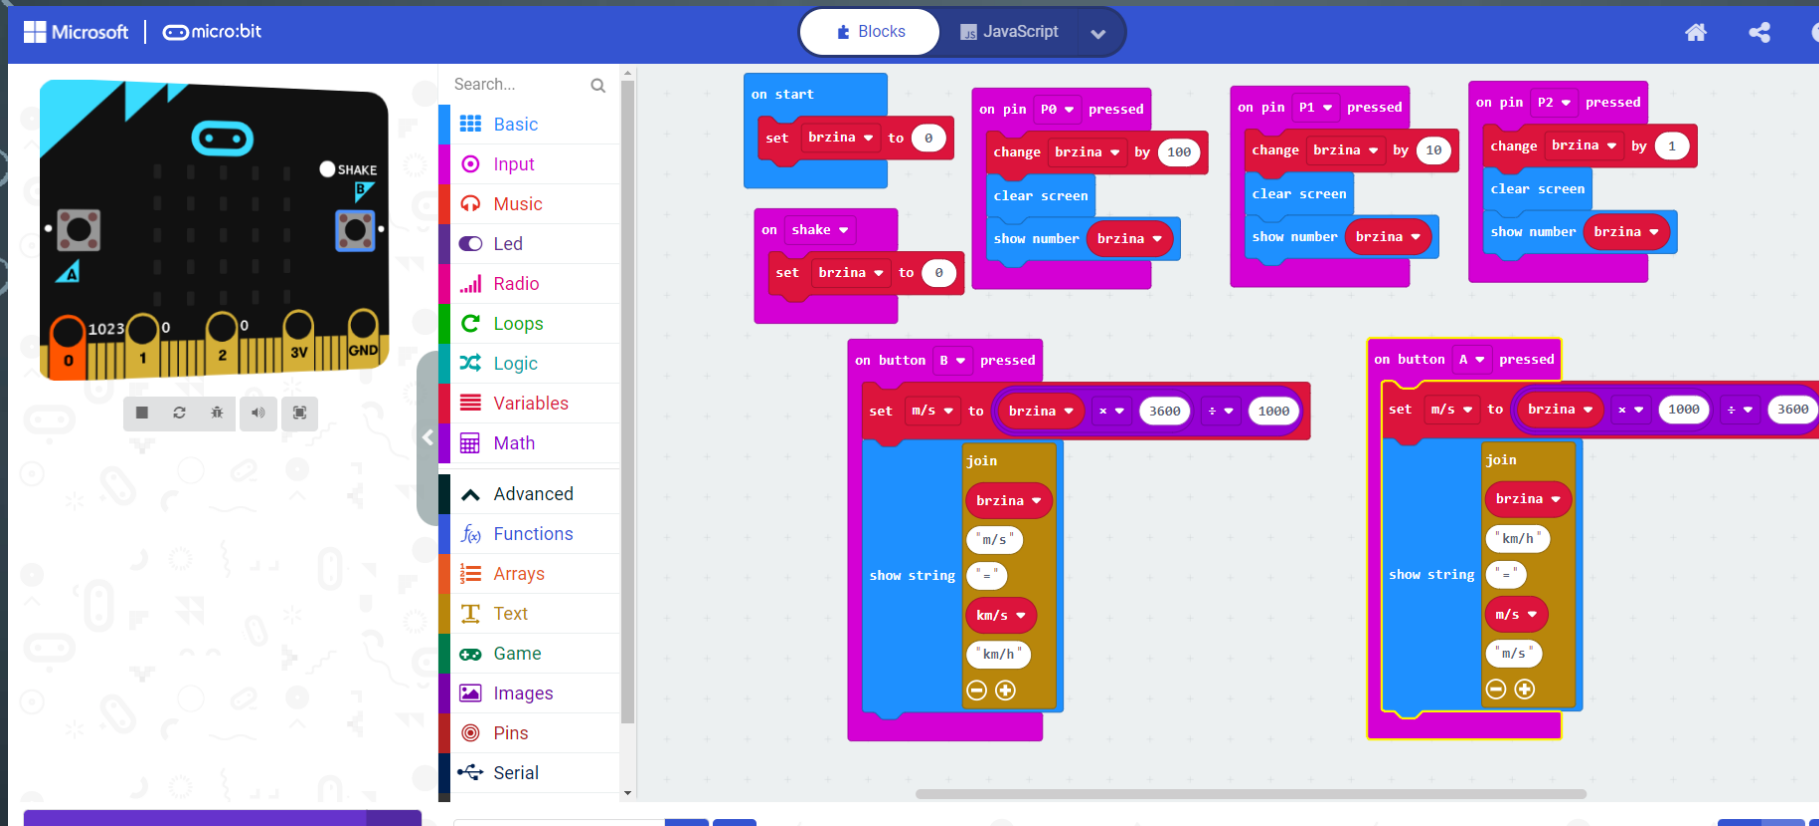 Microsoft micro:bit Blocks JavaScript
SHAKE
B
A
1023 0 0
0 1 2 3V GND
Search...
Basic
Input
Music
Led
Radio
Loops
Logic
Variables
Math
Advanced
Functions
Arrays
Text
Game
Images
Pins
Serial
on start
set brzina to 0
on shake
set brzina to 0
on pin P0 pressed
change brzina by 100
clear screen
show number brzina
on pin P1 pressed
change brzina by 10
clear screen
show number brzina
on pin P2 pressed
change brzina by 1
clear screen
show number brzina
on button B pressed
set m/s to brzina × 3600 ÷ 1000
show string
join
brzina
"m/s"
"="
km/s
"km/h"
on button A pressed
set m/s to brzina × 1000 ÷ 3600
show string
join
brzina
"km/h"
"="
m/s
"m/s"